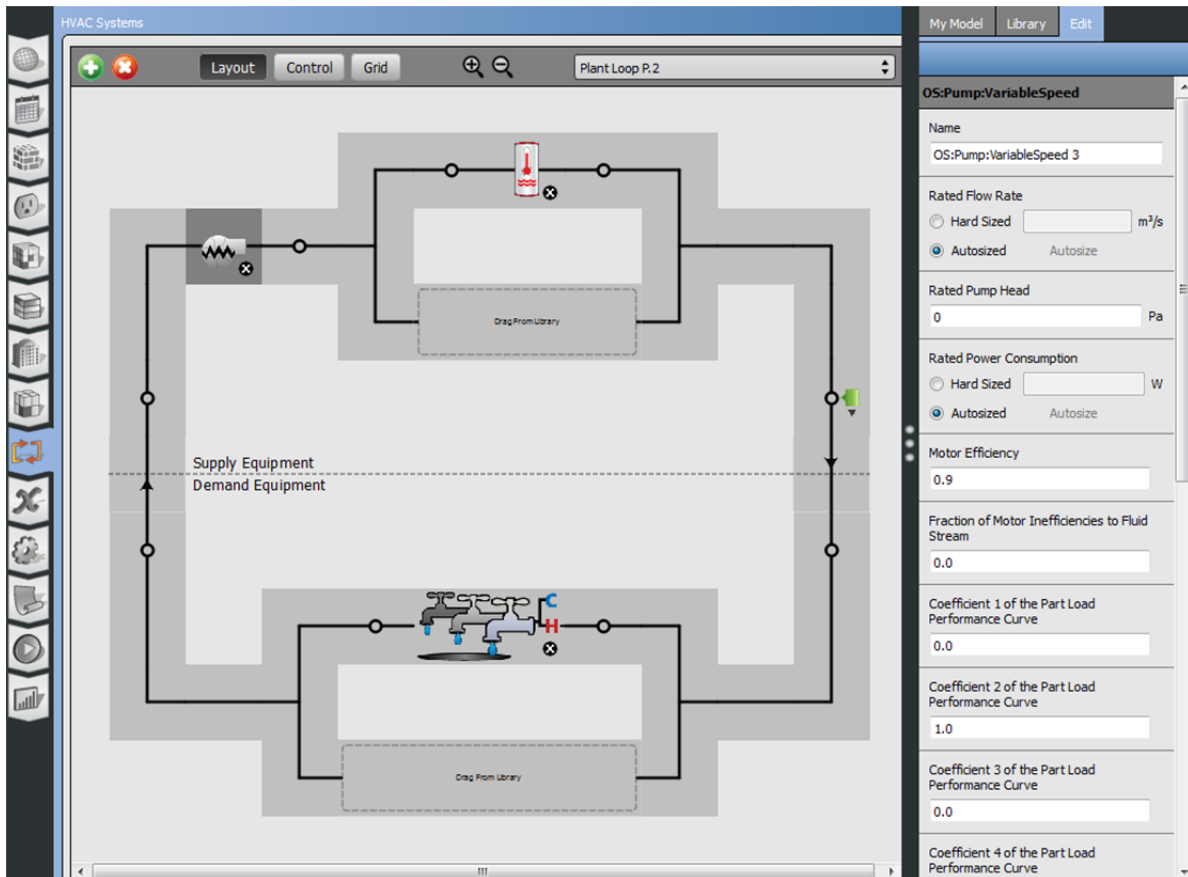 HVAC Systems
My Model
Library
Edit
Layout
Control
Grid
Plant Loop P.2
OS:Pump:VariableSpeed
Name
OS:Pump:VariableSpeed 3
Rated Flow Rate
Hard Sized
m³/s
Autosized
Autosize
Rated Pump Head
0
Pa
Rated Power Consumption
Hard Sized
W
Autosized
Autosize
Motor Efficiency
0.9
Fraction of Motor Inefficiencies to Fluid
Stream
0.0
Coefficient 1 of the Part Load
Performance Curve
0.0
Coefficient 2 of the Part Load
Performance Curve
1.0
Coefficient 3 of the Part Load
Performance Curve
0.0
Coefficient 4 of the Part Load
Performance Curve
Drag From Library
Supply Equipment
Demand Equipment
C
H
Drag From Library